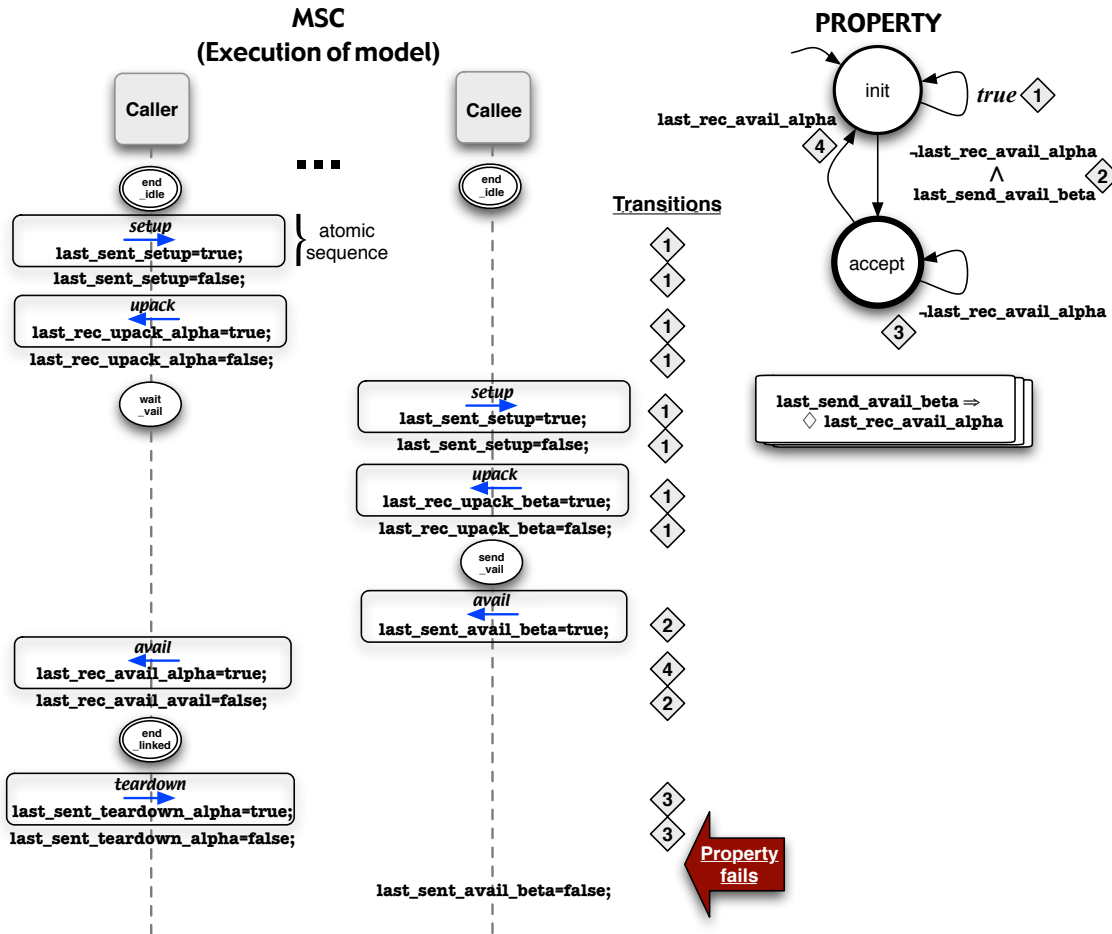 MSC
(Execution of model)
PROPERTY
Caller
Callee
...
end
_idle
end
_idle
init
true
1
last_rec_avail_alpha
4
¬last_rec_avail_alpha
∧
last_send_avail_beta
2
accept
¬last_rec_avail_alpha
3
last_send_avail_beta ⇒
◇ last_rec_avail_alpha
Transitions
setup
last_sent_setup=true;
} atomic
sequence
1
last_sent_setup=false;
1
upack
last_rec_upack_alpha=true;
1
last_rec_upack_alpha=false;
1
wait
_vail
setup
last_sent_setup=true;
1
last_sent_setup=false;
1
upack
last_rec_upack_beta=true;
1
last_rec_upack_beta=false;
1
send
_vail
avail
last_sent_avail_beta=true;
2
avail
last_rec_avail_alpha=true;
4
last_rec_avail_avail=false;
2
end
_linked
teardown
last_sent_teardown_alpha=true;
3
last_sent_teardown_alpha=false;
3
Property
fails
last_sent_avail_beta=false;